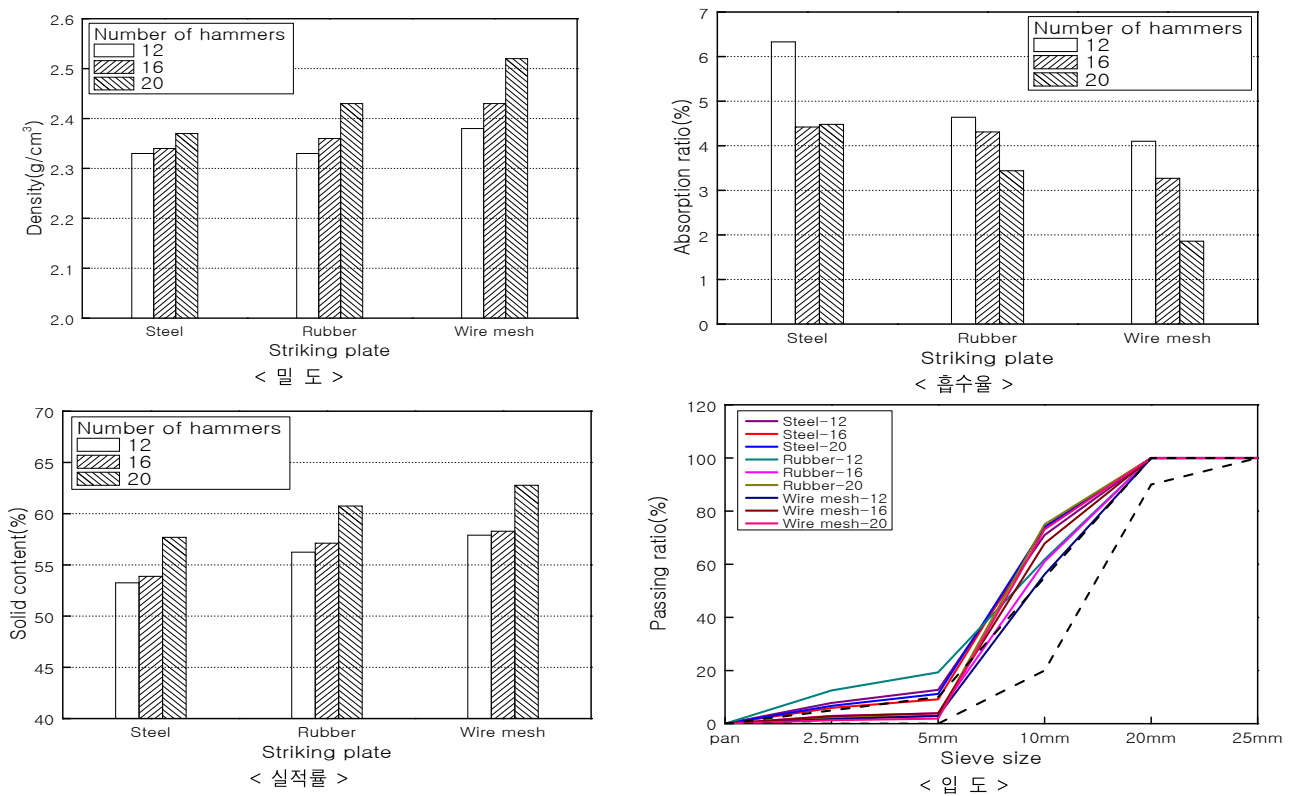 2.6
2.5
2.4
2.3
2.2
2.1
2.0
Density(g/cm³)
Number of hammers
12
16
20
Steel
Rubber
Wire mesh
Striking plate
< 밀 도 >
7
6
5
4
3
2
1
0
Absorption ratio(%)
Number of hammers
12
16
20
Steel
Rubber
Wire mesh
Striking plate
< 흡수율 >
70
65
60
55
50
45
40
Solid content(%)
Number of hammers
12
16
20
Steel
Rubber
Wire mesh
Striking plate
< 실적률 >
120
100
80
60
40
20
0
Passing ratio(%)
Steel-12
Steel-16
Steel-20
Rubber-12
Rubber-16
Rubber-20
Wire mesh-12
Wire mesh-16
Wire mesh-20
pan
2.5mm
5mm
10mm
20mm
25mm
Sieve size
< 입 도 >